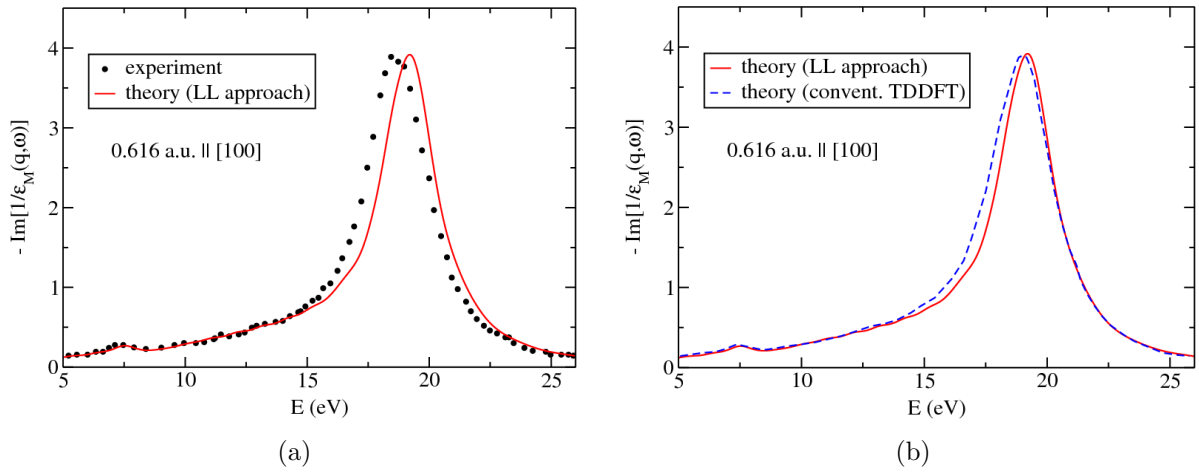 4
3
2
1
0
- Im[1/ε_M(q,ω)]
experiment
theory (LL approach)
0.616 a.u. || [100]
5 10 15 20 25
E (eV)
(a)
4
3
2
1
0
- Im[1/ε_M(q,ω)]
theory (LL approach)
theory (convent. TDDFT)
0.616 a.u. || [100]
5 10 15 20 25
E (eV)
(b)